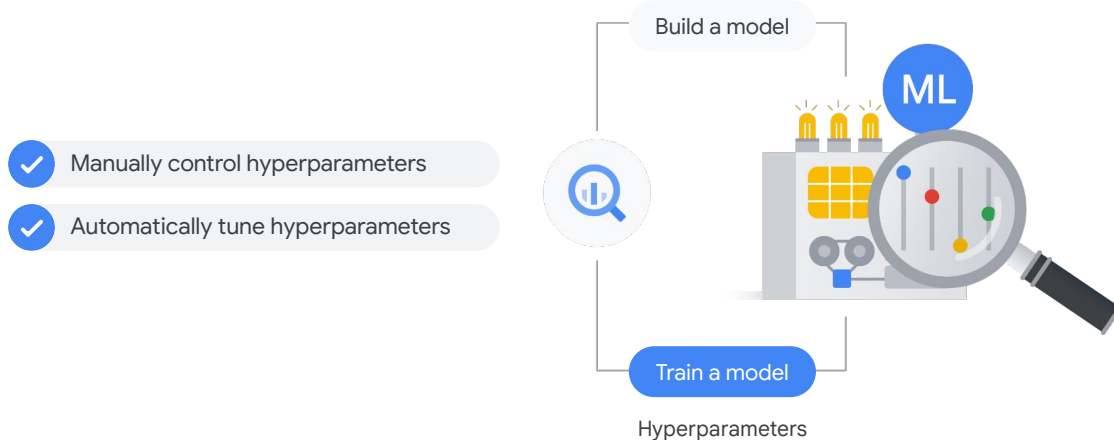 Build a model
ML
Manually control hyperparameters
Automatically tune hyperparameters
Train a model
Hyperparameters